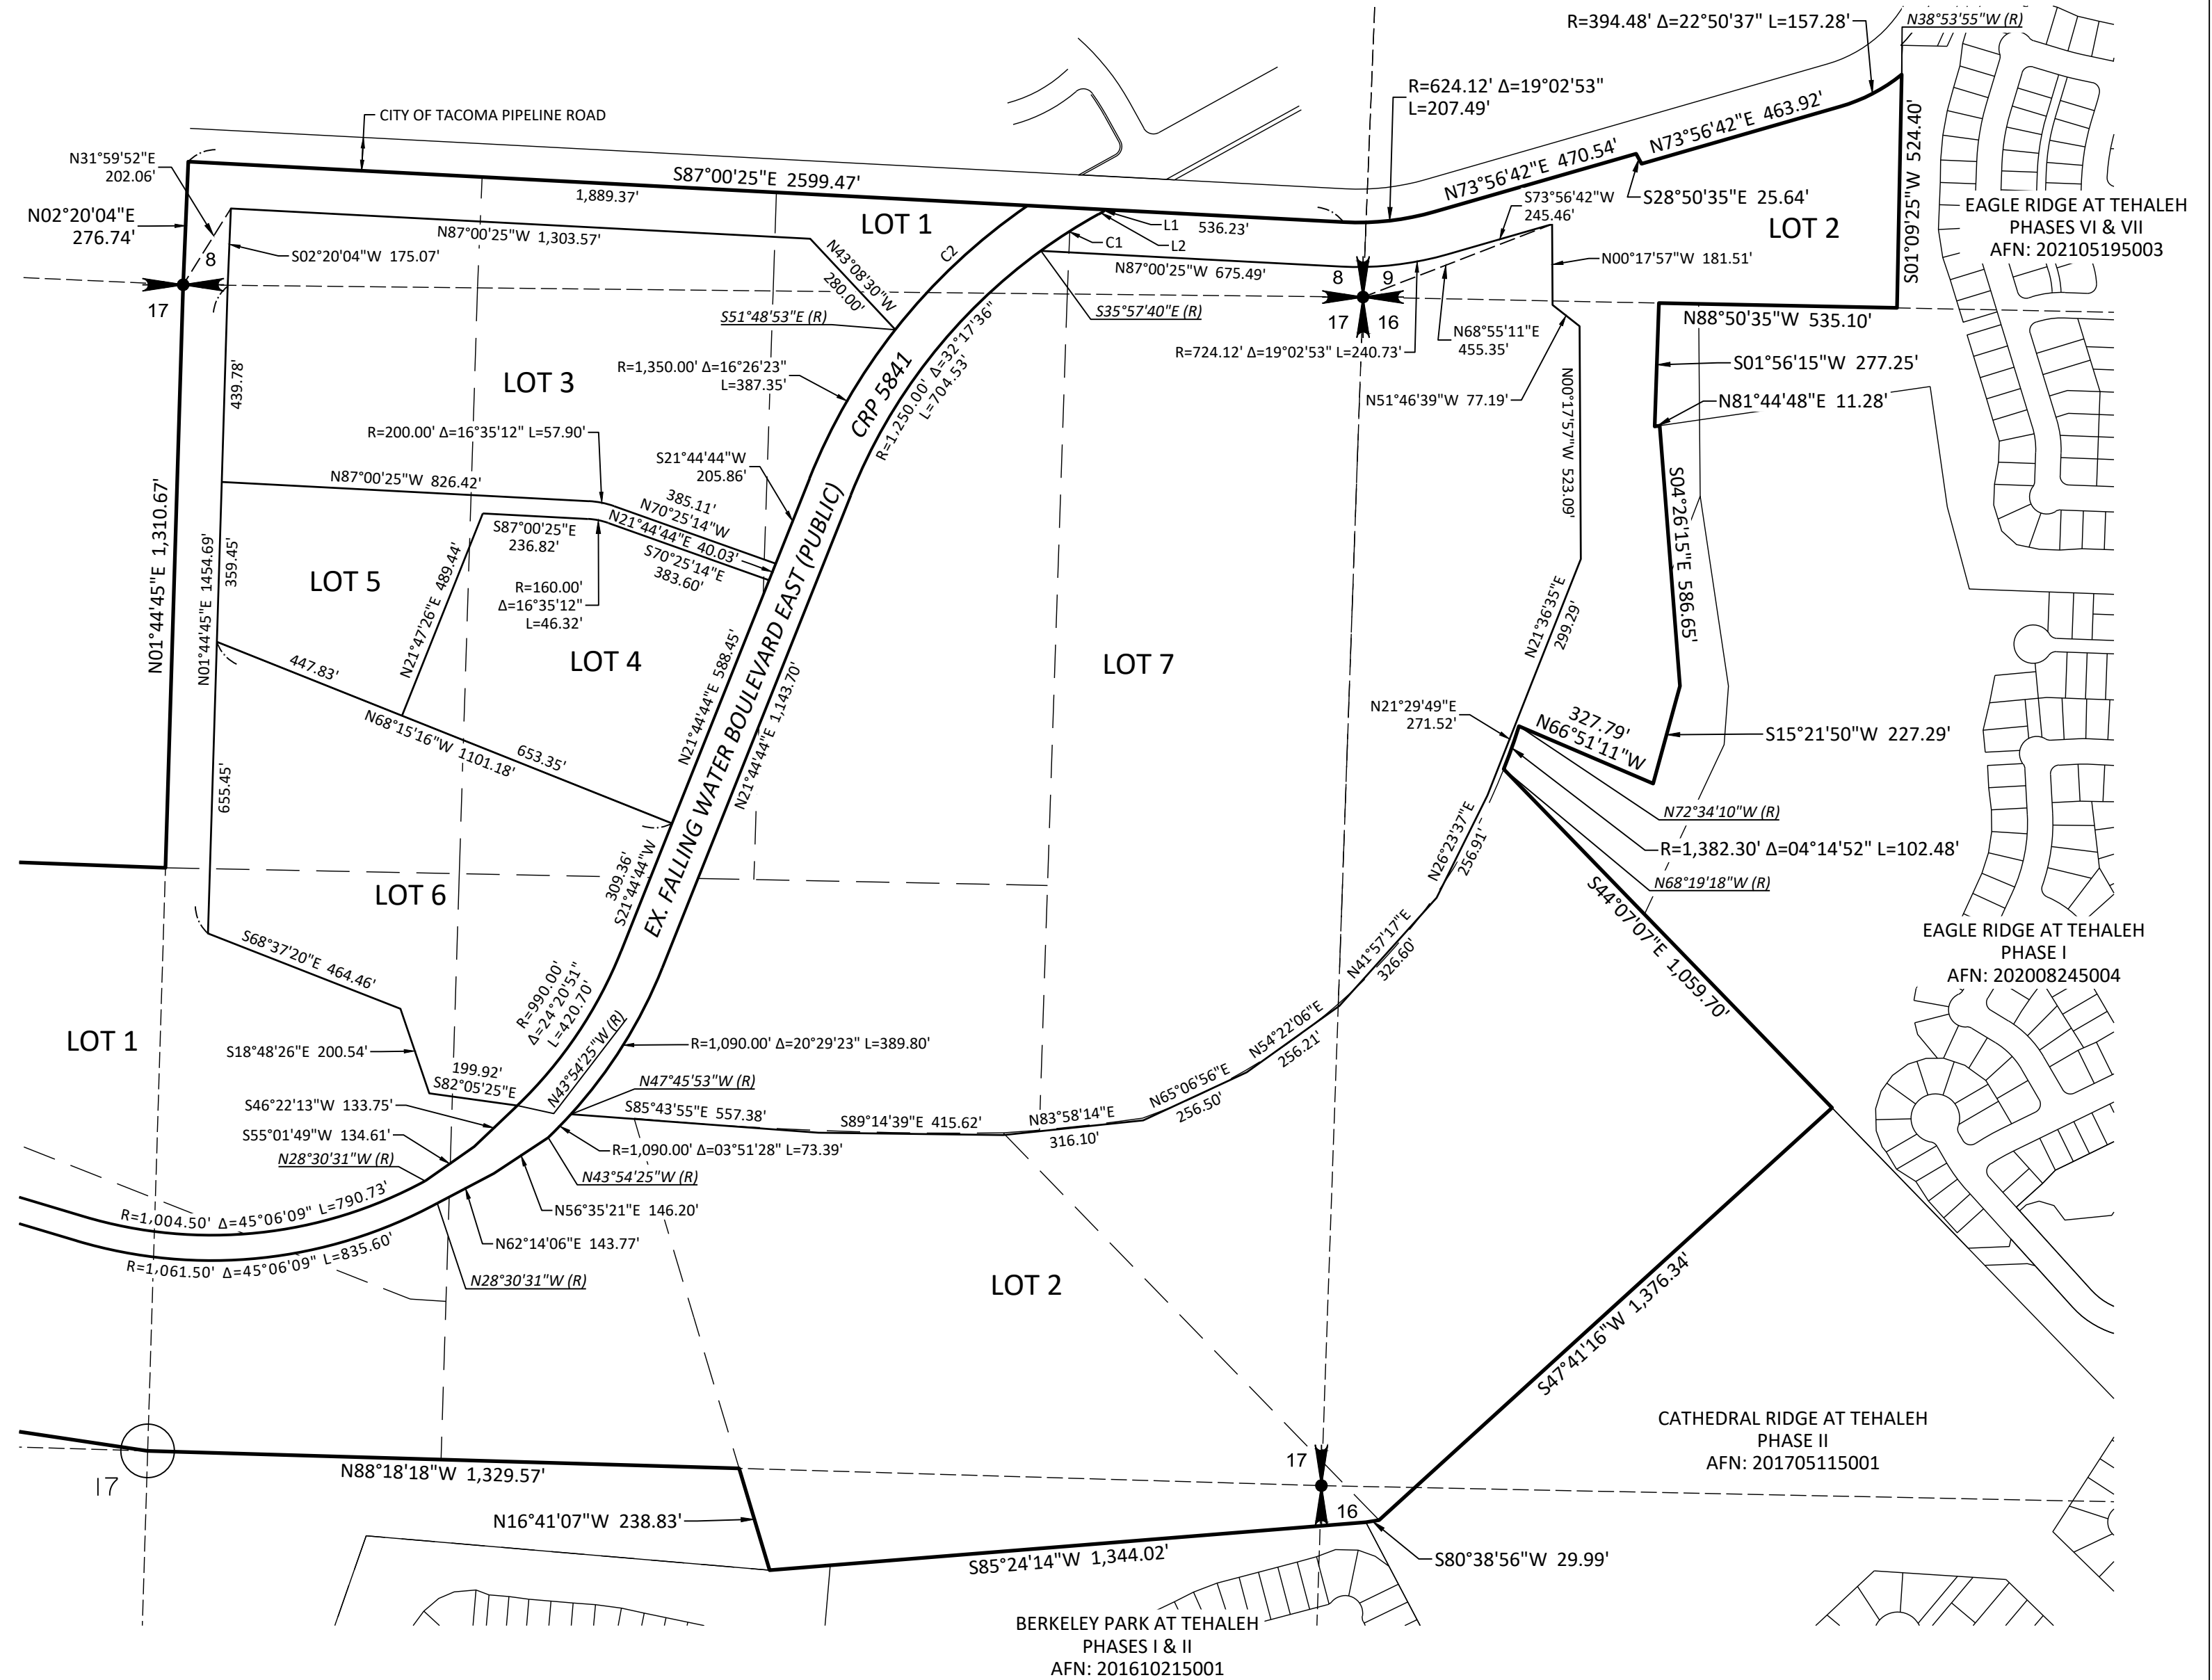 R=394.48' Δ=22°50'37" L=157.28'
N38°53'55"W (R)
R=624.12' Δ=19°02'53"
L=207.49'
CITY OF TACOMA PIPELINE ROAD
N31°59'52"E
202.06'
S87°00'25"E 2599.47'
1,889.37'
N73°56'42"E 470.54'
N73°56'42"E 463.92'
S01°09'25"W 524.40'
S28°50'35"E 25.64'
N02°20'04"E
276.74'
LOT 1
L1
536.23'
S73°56'42"W
245.46'
LOT 2
EAGLE RIDGE AT TEHALEH
PHASES VI & VII
AFN: 202105195003
N87°00'25"W 1,303.57'
C2
C1
L2
8
S02°20'04"W 175.07'
N43°08'30"W
280.00'
N87°00'25"W 675.49'
8
9
N00°17'57"W 181.51'
17
S51°48'53"E (R)
S35°57'40"E (R)
17
16
N88°50'35"W 535.10'
R=724.12' Δ=19°02'53" L=240.73'
N68°55'11"E
455.35'
439.78'
LOT 3
R=1,350.00' Δ=16°26'23"
L=387.35'
CRP 5841
R=1,250.00' Δ=32°17'36"
L=704.53'
N51°46'39"W 77.19'
N00°17'57"W 523.09'
S01°56'15"W 277.25'
N81°44'48"E 11.28'
R=200.00' Δ=16°35'12" L=57.90'
S21°44'44"W
205.86'
N87°00'25"W 826.42'
385.11'
N70°25'14"W
N21°44'44"E 40.03'
S70°25'14"E
383.60'
S87°00'25"E
236.82'
S04°26'15"E 586.65'
N01°44'45"E 1,310.67'
N01°44'45"E 1454.69'
359.45'
LOT 5
N21°47'26"E 489.44'
R=160.00'
Δ=16°35'12"
L=46.32'
LOT 4
N21°44'44"E 588.45'
EX. FALLING WATER BOULEVARD EAST (PUBLIC)
N21°44'44"E 1,143.70'
LOT 7
N21°36'35"E
299.29'
447.83'
N68°15'16"W 1101.18'
653.35'
N21°29'49"E
271.52'
327.79'
N66°51'11"W
S15°21'50"W 227.29'
655.45'
N72°34'10"W (R)
R=1,382.30' Δ=04°14'52" L=102.48'
N68°19'18"W (R)
N26°23'37"E
256.91'
309.36'
S21°44'44"W
LOT 6
S44°07'07"E 1,059.70'
EAGLE RIDGE AT TEHALEH
PHASE I
AFN: 202008245004
S68°37'20"E 464.46'
N41°57'17"E
326.60'
R=990.00'
Δ=24°20'51"
L=420.70'
LOT 1
S18°48'26"E 200.54'
N43°54'25"W (R)
R=1,090.00' Δ=20°29'23" L=389.80'
N54°22'06"E
256.21'
199.92'
S82°05'25"E
N47°45'53"W (R)
N65°06'56"E
256.50'
S46°22'13"W 133.75'
S85°43'55"E 557.38'
S89°14'39"E 415.62'
N83°58'14"E
316.10'
S55°01'49"W 134.61'
N28°30'31"W (R)
R=1,090.00' Δ=03°51'28" L=73.39'
N43°54'25"W (R)
R=1,004.50' Δ=45°06'09" L=790.73'
N56°35'21"E 146.20'
N62°14'06"E 143.77'
R=1,061.50' Δ=45°06'09" L=835.60'
N28°30'31"W (R)
LOT 2
S47°41'16"W 1,376.34'
CATHEDRAL RIDGE AT TEHALEH
PHASE II
AFN: 201705115001
17
N88°18'18"W 1,329.57'
17
16
N16°41'07"W 238.83'
S85°24'14"W 1,344.02'
S80°38'56"W 29.99'
BERKELEY PARK AT TEHALEH
PHASES I & II
AFN: 201610215001